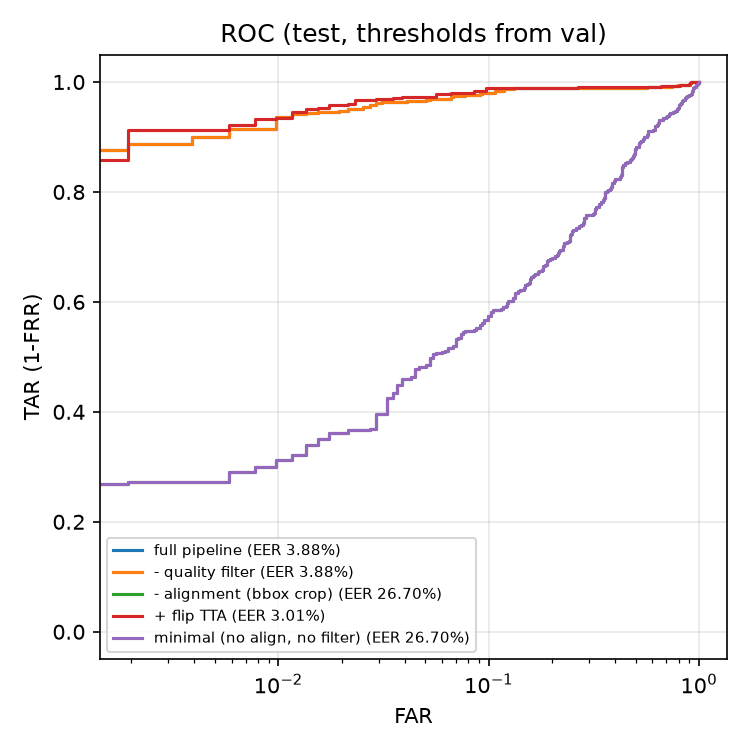 ROC (test, thresholds from val)
1.0
0.8
0.6
0.4
0.2
0.0
TAR (1-FRR)
full pipeline (EER 3.88%)
- quality filter (EER 3.88%)
- alignment (bbox crop) (EER 26.70%)
+ flip TTA (EER 3.01%)
minimal (no align, no filter) (EER 26.70%)
10⁻² 10⁻¹ 10⁰
FAR